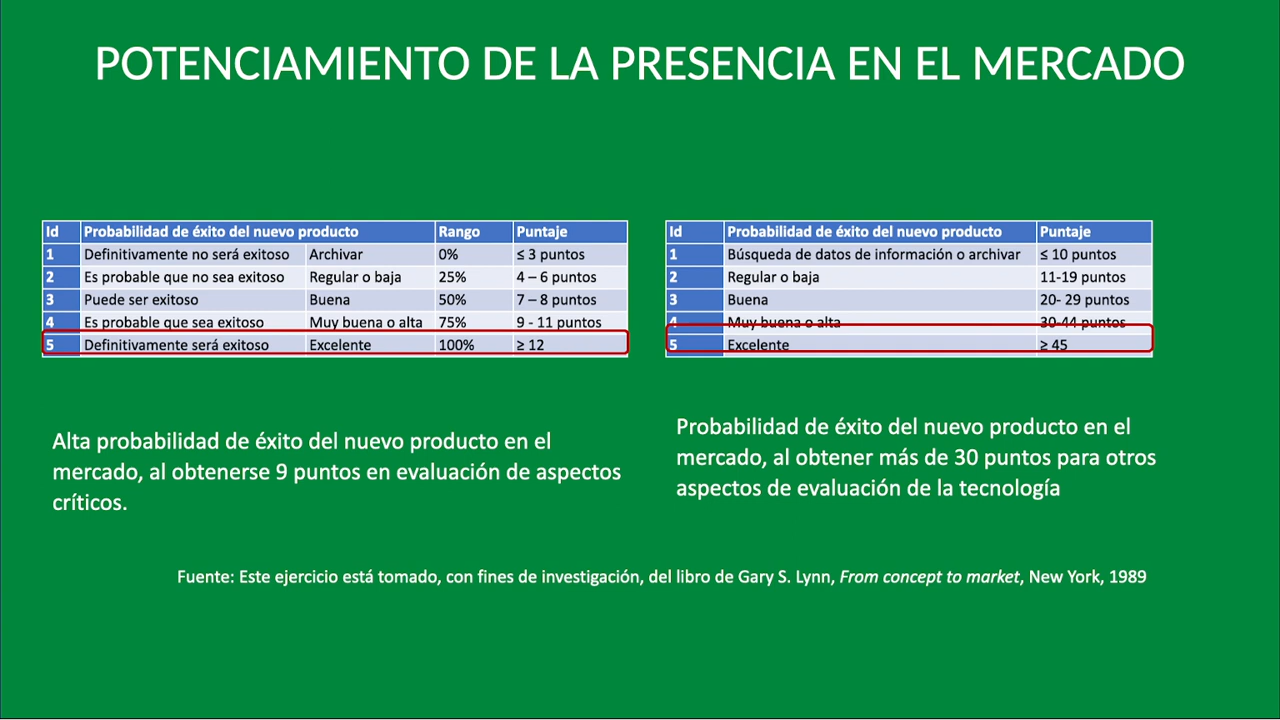 POTENCIAMIENTO DE LA PRESENCIA EN EL MERCADO
Id Probabilidad de éxito del nuevo producto Rango Puntaje
1 Definitivamente no será exitoso Archivar 0% ≤ 3 puntos
2 Es probable que no sea exitoso Regular o baja 25% 4 – 6 puntos
3 Puede ser exitoso Buena 50% 7 – 8 puntos
4 Es probable que sea exitoso Muy buena o alta 75% 9 - 11 puntos
5 Definitivamente será exitoso Excelente 100% ≥ 12
Id Probabilidad de éxito del nuevo producto Puntaje
1 Búsqueda de datos de información o archivar ≤ 10 puntos
2 Regular o baja 11-19 puntos
3 Buena 20- 29 puntos
4 Muy buena o alta 30-44 puntos
5 Excelente ≥ 45
Alta probabilidad de éxito del nuevo producto en el
mercado, al obtenerse 9 puntos en evaluación de aspectos
críticos.
Probabilidad de éxito del nuevo producto en el
mercado, al obtener más de 30 puntos para otros
aspectos de evaluación de la tecnología
Fuente: Este ejercicio está tomado, con fines de investigación, del libro de Gary S. Lynn, From concept to market, New York, 1989